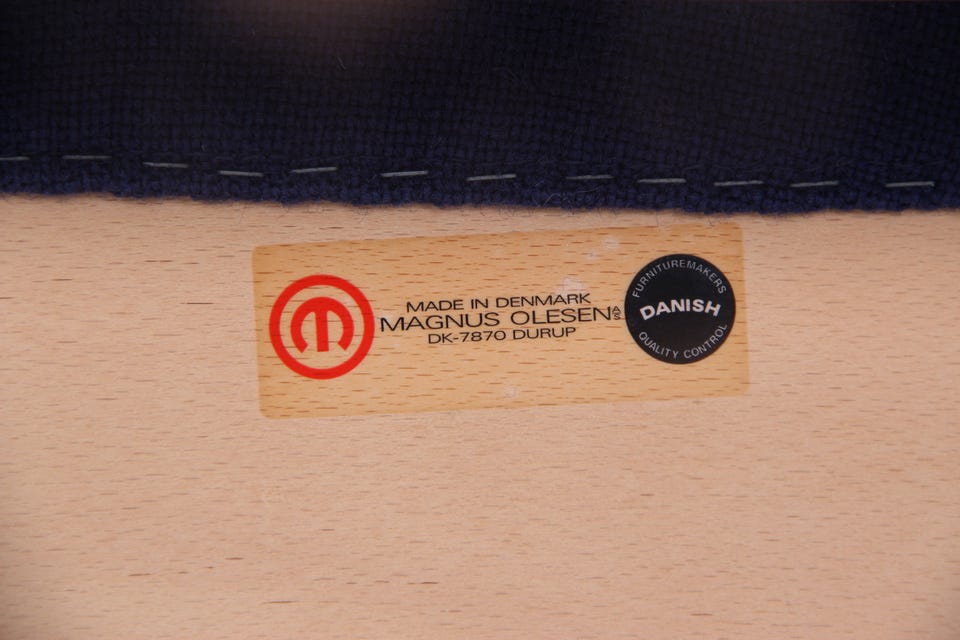 MADE IN DENMARK
MAGNUS OLESEN A/S
DK-7870 DURUP
FURNITUREMAKERS
DANISH
QUALITY CONTROL